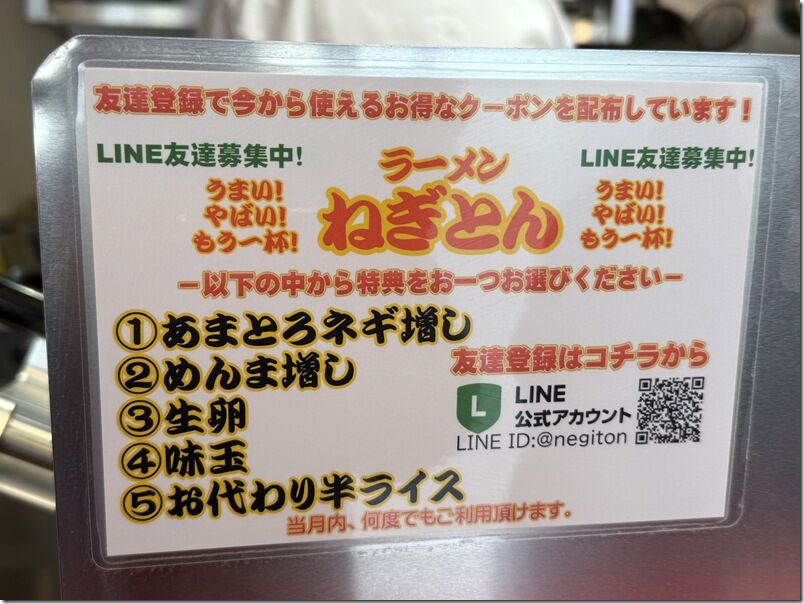 友達登録で今から使えるお得なクーポンを配布しています！
LINE友達募集中！
うまい！
やばい！
もう一杯！
ラーメン
ねぎとん
LINE友達募集中！
うまい！
やばい！
もう一杯！
ー以下の中から特典をお一つお選びくださいー
①あまとろネギ増し
②めんま増し
③生卵
④味玉
⑤お代わり半ライス
友達登録はコチラから
L
LINE
公式アカウント
LINE ID:@negiton
当月内、何度でもご利用頂けます。